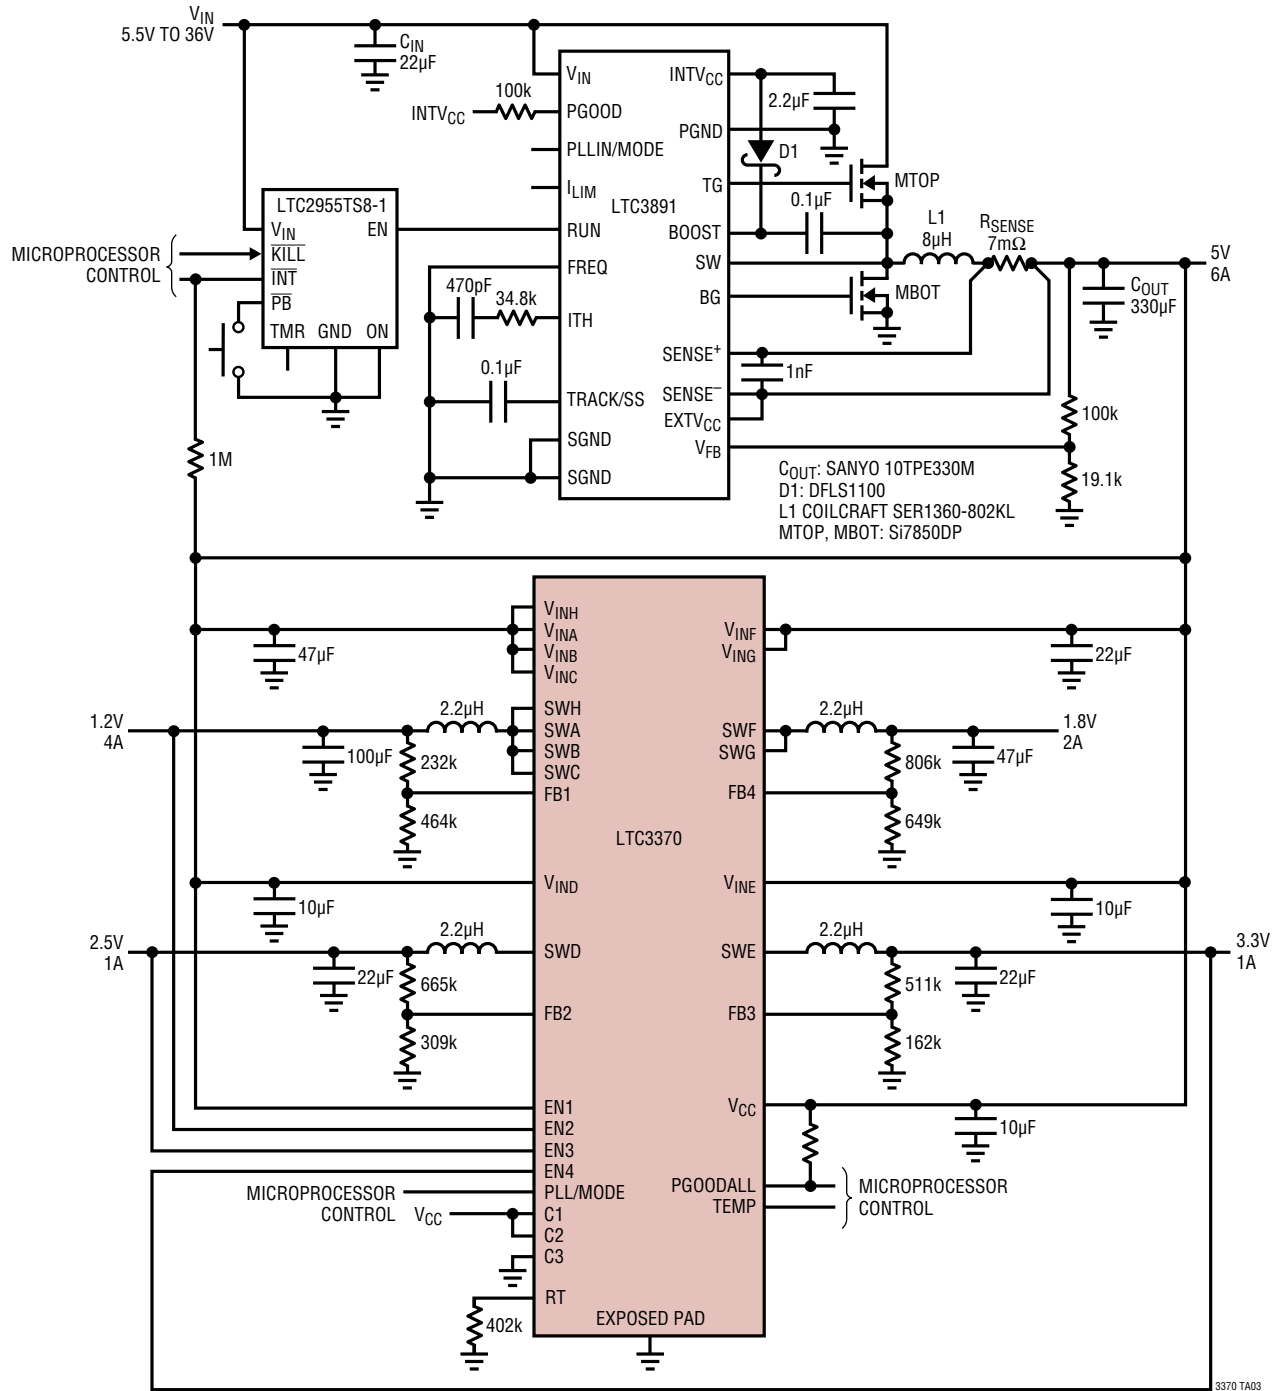 VIN
5.5V TO 36V
CIN
22µF
100k
INTVCC
VIN
PGOOD
PLLIN/MODE
ILIM
RUN
FREQ
ITH
TRACK/SS
SGND
SGND
LTC3891
INTVCC
PGND
TG
BOOST
SW
BG
SENSE+
SENSE–
EXTVCC
VFB
2.2µF
D1
MTOP
0.1µF
L1
8µH
RSENSE
7mΩ
5V
6A
MBOT
COUT
330µF
1nF
100k
19.1k
LTC2955TS8-1
VIN
EN
KILL
INT
PB
TMR GND ON
MICROPROCESSOR
CONTROL
470pF
34.8k
0.1µF
1M
COUT: SANYO 10TPE330M
D1: DFLS1100
L1 COILCRAFT SER1360-802KL
MTOP, MBOT: Si7850DP
VINH
VINA
VINB
VINC
VINF
VING
47µF
22µF
SWH
SWA
SWB
SWC
FB1
SWF
SWG
FB4
1.2V
4A
2.2µH
100µF
232k
464k
2.2µH
1.8V
2A
806k
47µF
649k
LTC3370
VIND
VINE
10µF
10µF
2.5V
1A
2.2µH
SWD
SWE
2.2µH
3.3V
1A
22µF
665k
511k
22µF
FB2
FB3
309k
162k
EN1
EN2
EN3
EN4
PLL/MODE
C1
C2
C3
RT
VCC
10µF
PGOODALL
TEMP
MICROPROCESSOR
CONTROL
MICROPROCESSOR
CONTROL
VCC
402k
EXPOSED PAD
3370 TA03